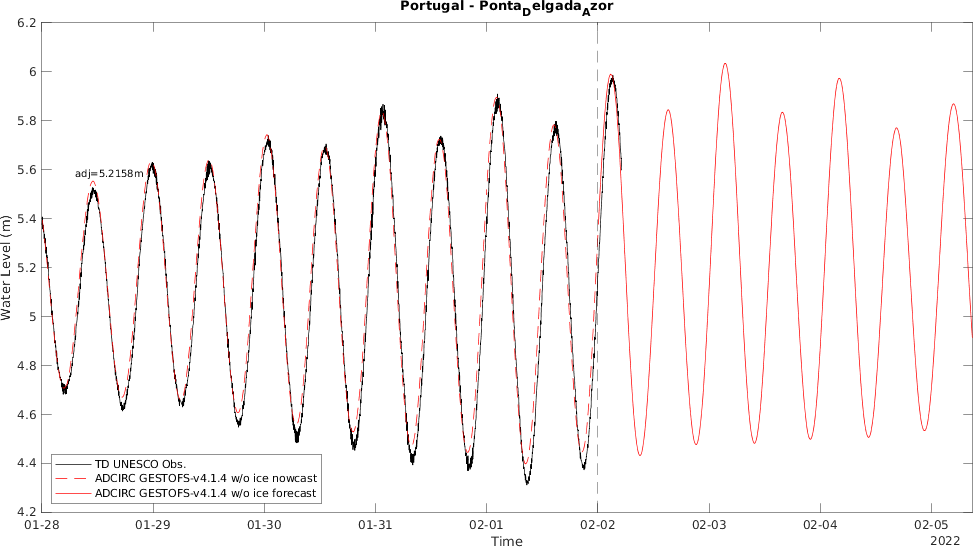 Portugal - PontaDelgadaAzor
6.2
6
5.8
5.6
5.4
5.2
5
4.8
4.6
4.4
4.2
Water Level (m)
adj=5.2158m
TD UNESCO Obs.
ADCIRC GESTOFS-v4.1.4 w/o ice nowcast
ADCIRC GESTOFS-v4.1.4 w/o ice forecast
01-28 01-29 01-30 01-31 02-01 02-02 02-03 02-04 02-05
Time
2022